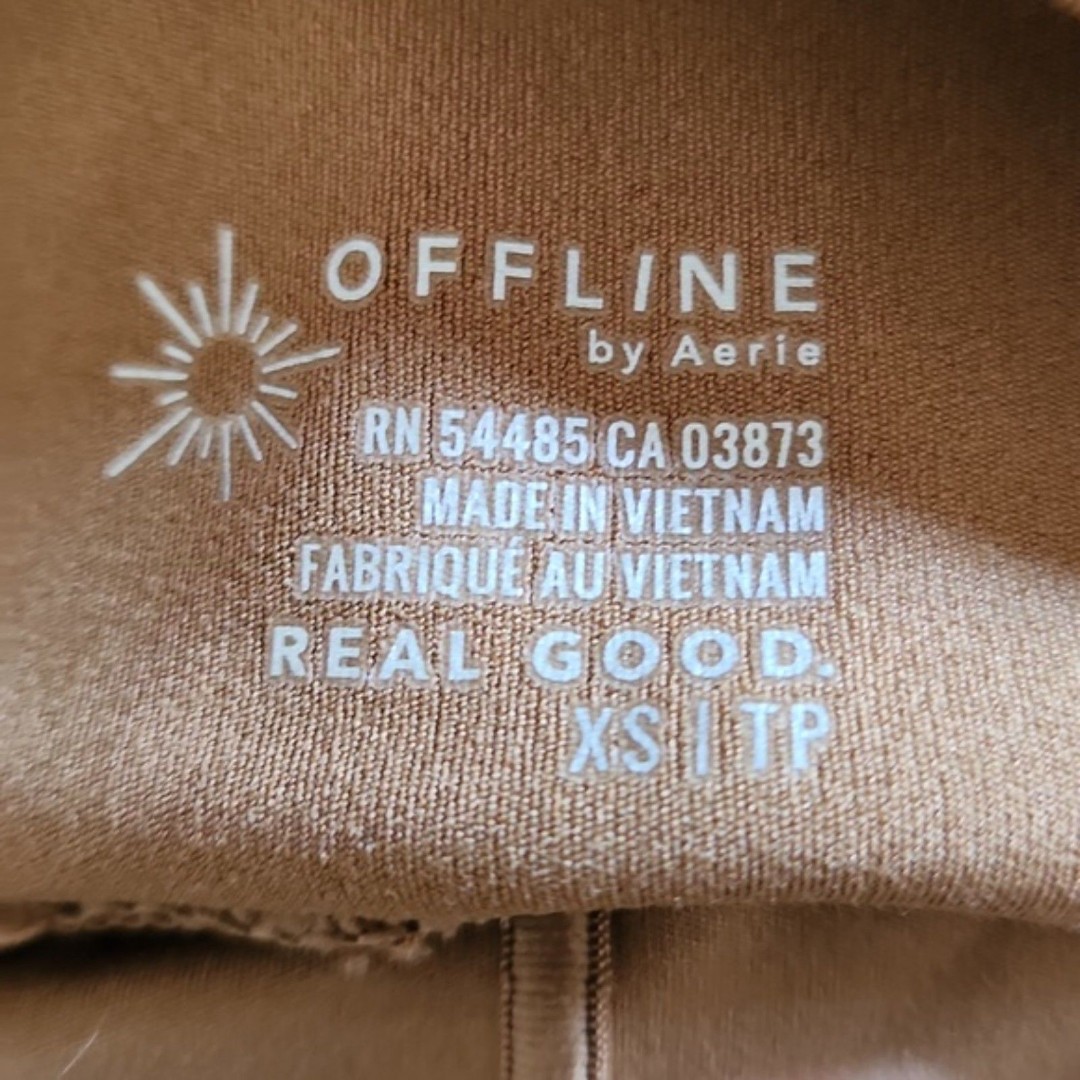 OFFLINE
by Aerie
RN 54485 CA 03873
MADE IN VIETNAM
FABRIQUÉ AU VIETNAM
REAL GOOD.
XS | TP